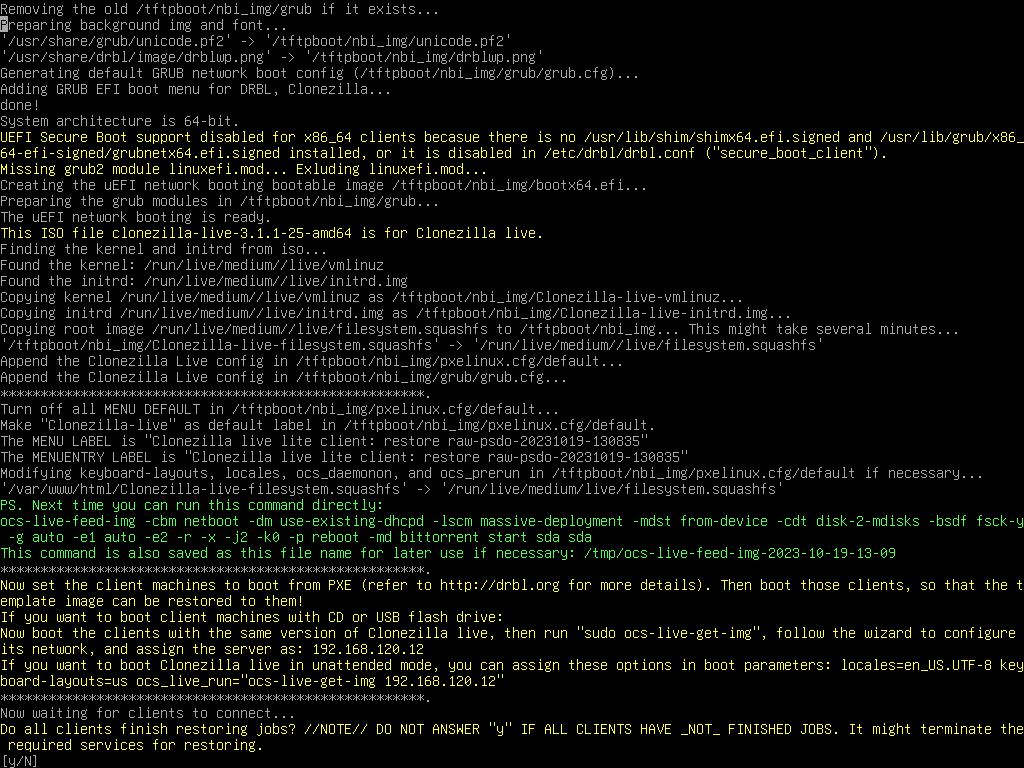 Removing the old /tftpboot/nbi_img/grub if it exists...
Preparing background img and font...
'/usr/share/grub/unicode.pf2' -> '/tftpboot/nbi_img/unicode.pf2'
'/usr/share/drbl/image/drblwp.png' -> '/tftpboot/nbi_img/drblwp.png'
Generating default GRUB network boot config (/tftpboot/nbi_img/grub/grub.cfg)...
Adding GRUB EFI boot menu for DRBL, Clonezilla...
done!
System architecture is 64-bit.
UEFI Secure Boot support disabled for x86_64 clients becasue there is no /usr/lib/shim/shimx64.efi.signed and /usr/lib/grub/x86_
64-efi-signed/grubnetx64.efi.signed installed, or it is disabled in /etc/drbl/drbl.conf ("secure_boot_client").
Missing grub2 module linuxefi.mod... Exluding linuxefi.mod...
Creating the uEFI network booting bootable image /tftpboot/nbi_img/bootx64.efi...
Preparing the grub modules in /tftpboot/nbi_img/grub...
The uEFI network booting is ready.
This ISO file clonezilla-live-3.1.1-25-amd64 is for Clonezilla live.
Finding the kernel and initrd from iso...
Found the kernel: /run/live/medium//live/vmlinuz
Found the initrd: /run/live/medium//live/initrd.img
Copying kernel /run/live/medium//live/vmlinuz as /tftpboot/nbi_img/Clonezilla-live-vmlinuz...
Copying initrd /run/live/medium//live/initrd.img as /tftpboot/nbi_img/Clonezilla-live-initrd.img...
Copying root image /run/live/medium//live/filesystem.squashfs to /tftpboot/nbi_img... This might take several minutes...
'/tftpboot/nbi_img/Clonezilla-live-filesystem.squashfs' -> '/run/live/medium//live/filesystem.squashfs'
Append the Clonezilla Live config in /tftpboot/nbi_img/pxelinux.cfg/default...
Append the Clonezilla Live config in /tftpboot/nbi_img/grub/grub.cfg...
*****************************************************.
Turn off all MENU DEFAULT in /tftpboot/nbi_img/pxelinux.cfg/default...
Make "Clonezilla-live" as default label in /tftpboot/nbi_img/pxelinux.cfg/default.
The MENU LABEL is "Clonezilla live lite client: restore raw-psdo-20231019-130835"
The MENUENTRY LABEL is "Clonezilla live lite client: restore raw-psdo-20231019-130835"
Modifying keyboard-layouts, locales, ocs_daemonon, and ocs_prerun in /tftpboot/nbi_img/pxelinux.cfg/default if necessary...
'/var/www/html/Clonezilla-live-filesystem.squashfs' -> '/run/live/medium/live/filesystem.squashfs'
PS. Next time you can run this command directly:
ocs-live-feed-img -cbm netboot -dm use-existing-dhcpd -lscm massive-deployment -mdst from-device -cdt disk-2-mdisks -bsdf fsck-y
 -g auto -e1 auto -e2 -r -x -j2 -k0 -p reboot -md bittorrent start sda sda
This command is also saved as this file name for later use if necessary: /tmp/ocs-live-feed-img-2023-10-19-13-09
*****************************************************.
Now set the client machines to boot from PXE (refer to http://drbl.org for more details). Then boot those clients, so that the t
emplate image can be restored to them!
If you want to boot client machines with CD or USB flash drive:
Now boot the clients with the same version of Clonezilla live, then run "sudo ocs-live-get-img", follow the wizard to configure
its network, and assign the server as: 192.168.120.12
If you want to boot Clonezilla live in unattended mode, you can assign these options in boot parameters: locales=en_US.UTF-8 key
board-layouts=us ocs_live_run="ocs-live-get-img 192.168.120.12"
*****************************************************.
Now waiting for clients to connect...
Do all clients finish restoring jobs? //NOTE// DO NOT ANSWER "y" IF ALL CLIENTS HAVE _NOT_ FINISHED JOBS. It might terminate the
 required services for restoring.
[y/N]